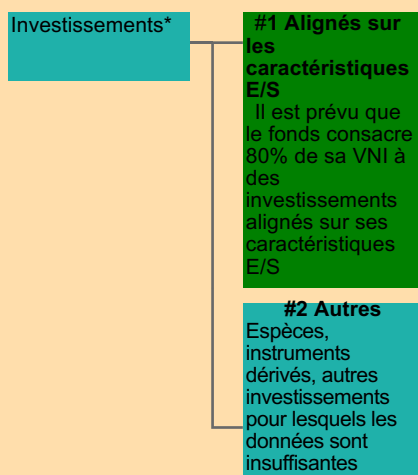 Investissements*
#1 Alignés sur
les
caractéristiques
E/S
Il est prévu que
le fonds consacre
80% de sa VNI à
des
investissements
alignés sur ses
caractéristiques
E/S
#2 Autres
Espèces,
instruments
dérivés, autres
investissements
pour lesquels les
données sont
insuffisantes